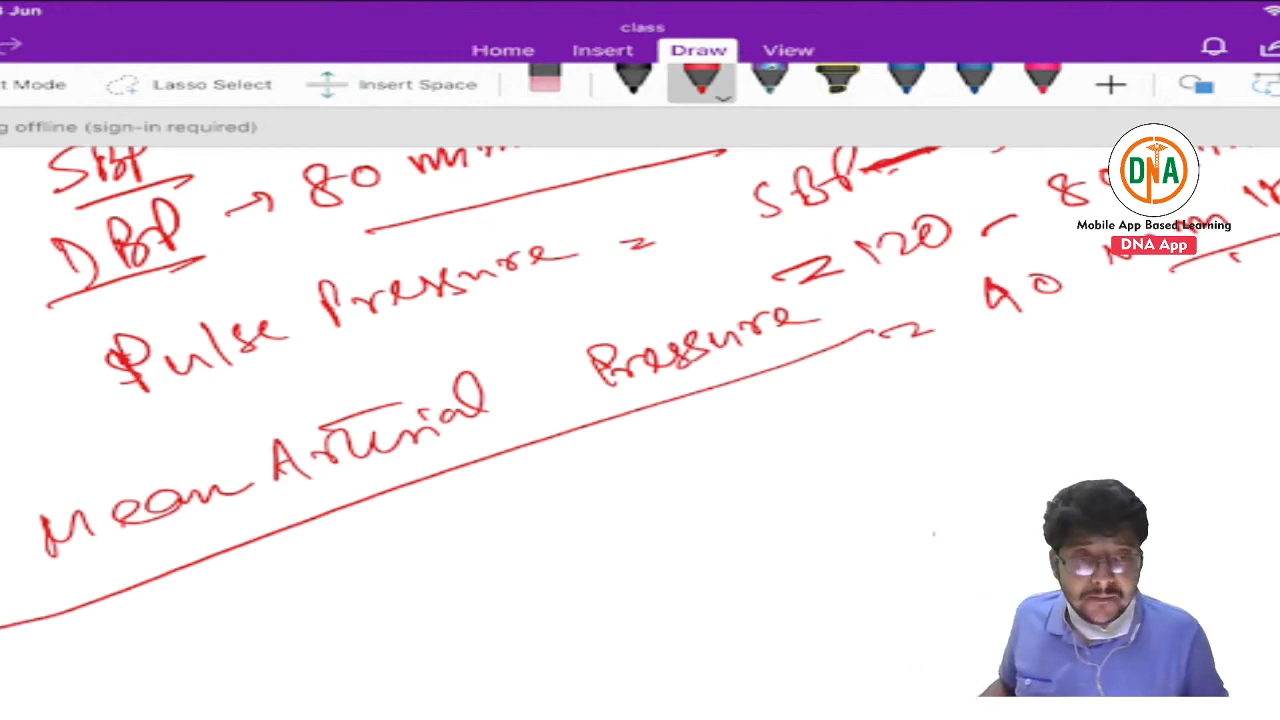 Jun
class
Home Insert Draw View
Mode Lasso Select Insert Space
offline (sign-in required)
SBP
DBP → 80
SBP
Pulse Pressure =
= 120 - 80
= 40
Mean Arterial Pressure =
DNA
Mobile App Based Learning
DNA App